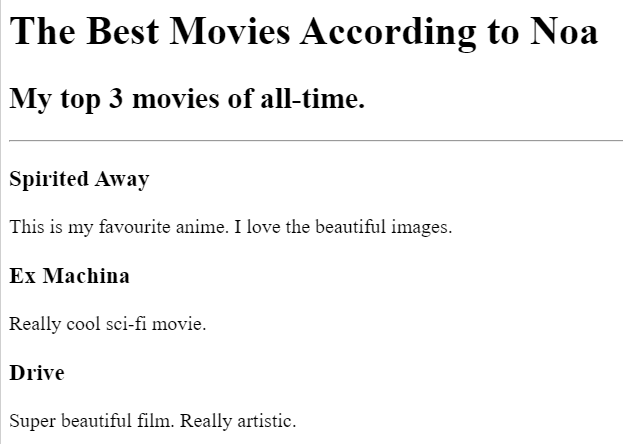 The Best Movies According to Noa
My top 3 movies of all-time.
Spirited Away
This is my favourite anime. I love the beautiful images.
Ex Machina
Really cool sci-fi movie.
Drive
Super beautiful film. Really artistic.